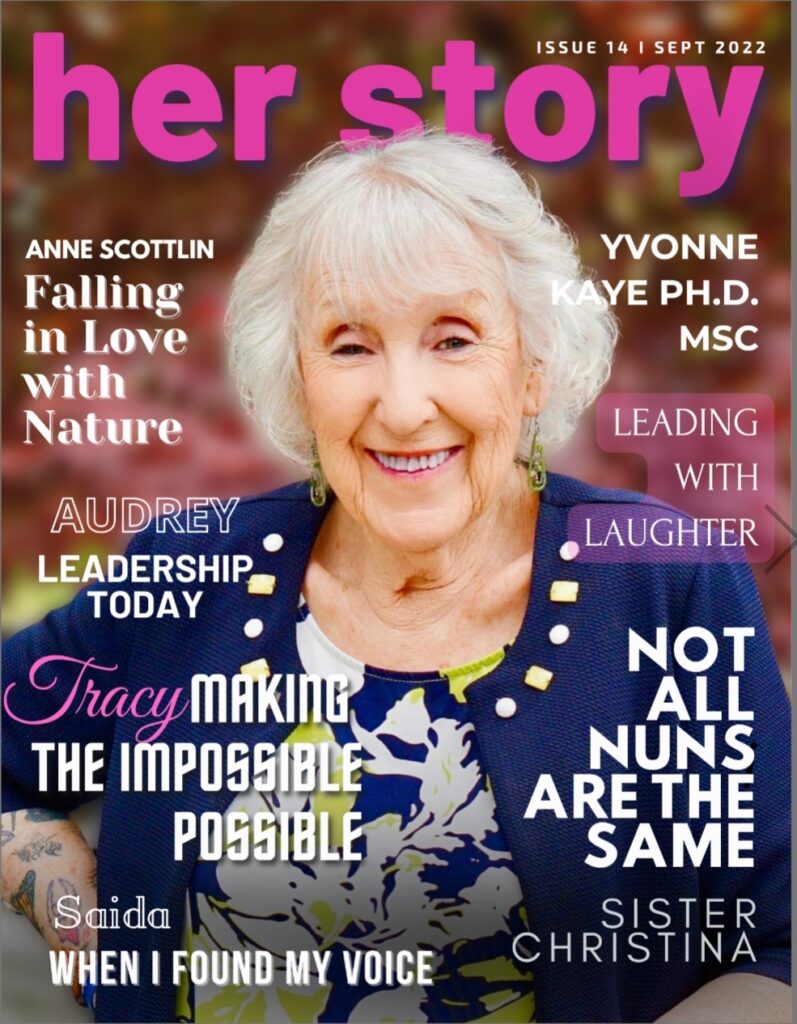 her story
ISSUE 14 | SEPT 2022
ANNE SCOTTLIN
Falling
in Love
with
Nature
YVONNE
KAYE PH.D.
MSC
LEADING
WITH
LAUGHTER
AUDREY
LEADERSHIP
TODAY
Tracy MAKING
THE IMPOSSIBLE
POSSIBLE
NOT
ALL
NUNS
ARE THE
SAME
SISTER
CHRISTINA
Saida
WHEN I FOUND MY VOICE